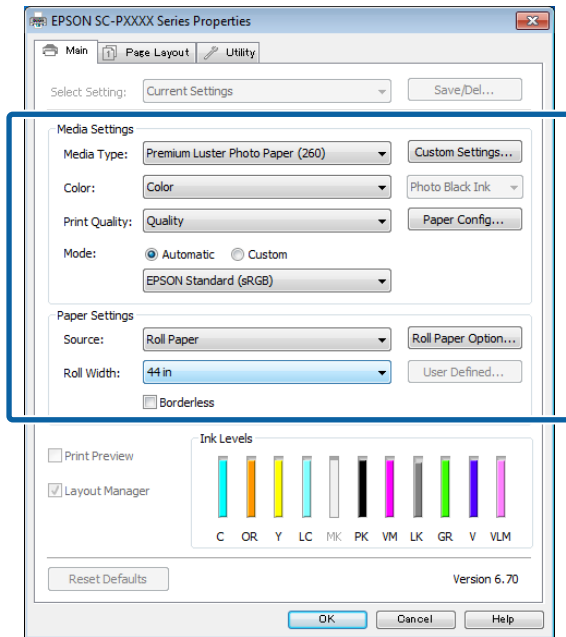 EPSON SC-PXXXX Series Properties
Main Page Layout Utility
Select Setting: Current Settings Save/Del...
Media Settings
Media Type: Premium Luster Photo Paper (260) Custom Settings...
Color: Color Photo Black Ink
Print Quality: Quality Paper Config...
Mode: Automatic Custom
EPSON Standard (sRGB)
Paper Settings
Source: Roll Paper Roll Paper Option...
Roll Width: 44 in User Defined...
Borderless
Ink Levels
Print Preview
Layout Manager
C OR Y LC MK PK VM LK GR V VLM
Reset Defaults Version 6.70
OK Cancel Help